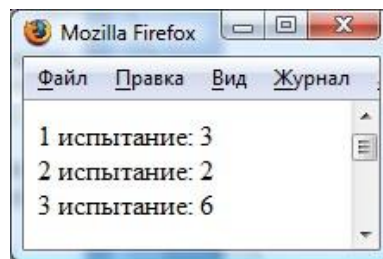 Mozilla Firefox
Файл Правка Вид Журнал
1 испытание: 3
2 испытание: 2
3 испытание: 6